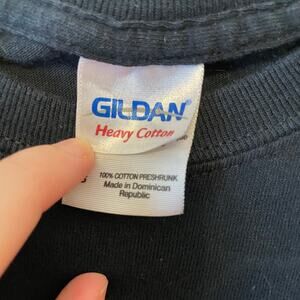 GILDAN
Heavy Cotton
100% COTTON PRESHRUNK
Made in Dominican
Republic